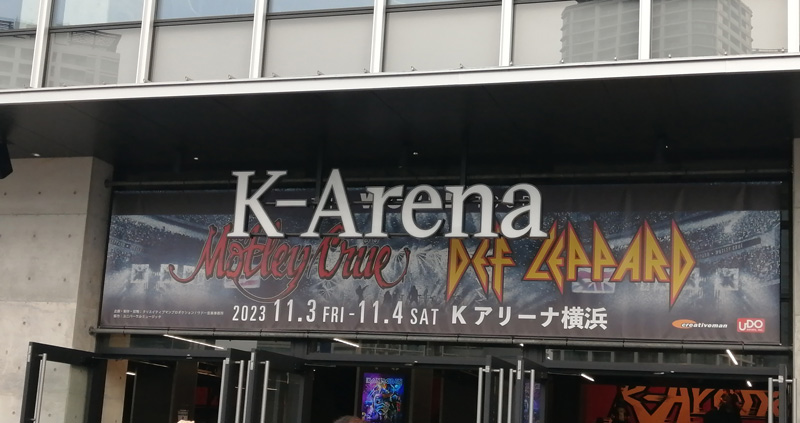 K-Arena
Mötley Crüe
DEF LEPPARD
2023 11.3 FRI - 11.4 SAT Kアリーナ横浜
creativeman
UDO
K-Arena